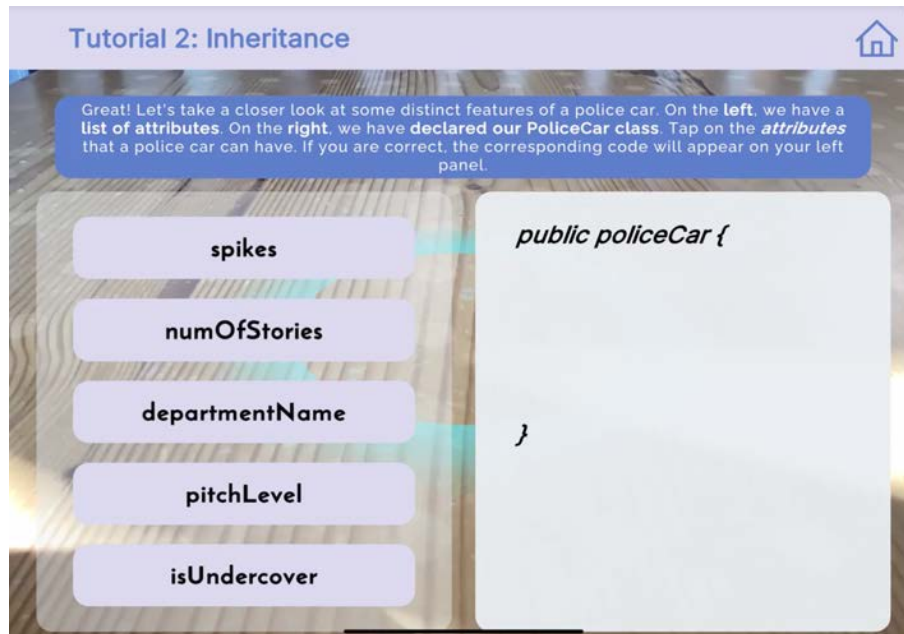 Tutorial 2: Inheritance
Great! Let's take a closer look at some distinct features of a police car. On the left, we have a
list of attributes. On the right, we have declared our PoliceCar class. Tap on the attributes
that a police car can have. If you are correct, the corresponding code will appear on your left
panel.
spikes
numOfStories
departmentName
pitchLevel
isUndercover
public policeCar {
}